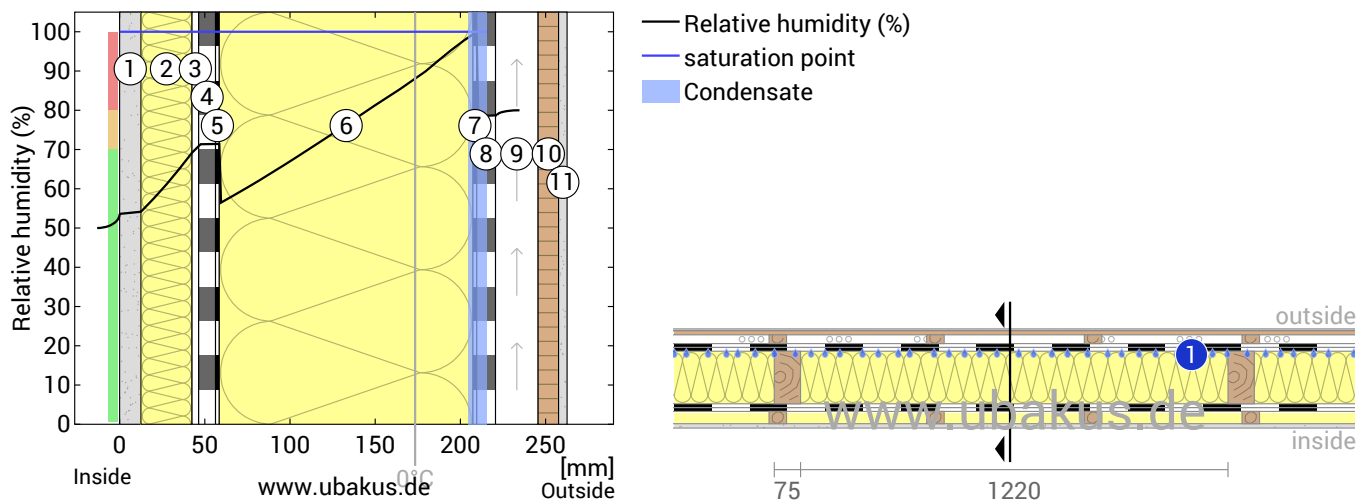 Relative humidity (%)
100
90
80
70
60
50
40
30
20
10
0
1
2
3
4
5
6
7
8
9
10
11
0
50
100
150
200
250
[mm]
0°C
Inside
www.ubakus.de
Outside
Relative humidity (%)
saturation point
Condensate
outside
1
www.ubakus.de
inside
75
1220